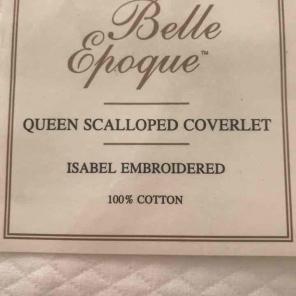 Belle
Epoque™
QUEEN SCALLOPED COVERLET
ISABEL EMBROIDERED
100% COTTON